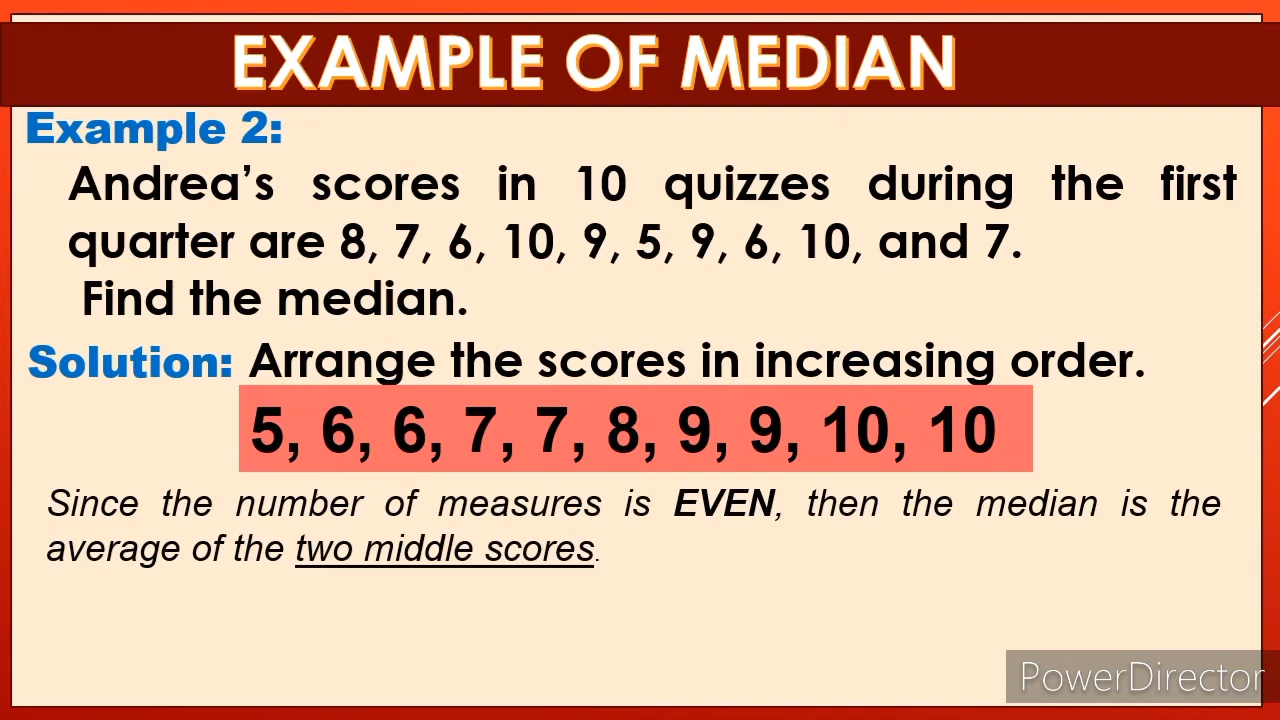 EXAMPLE OF MEDIAN
Example 2:
Andrea’s scores in 10 quizzes during the first
quarter are 8, 7, 6, 10, 9, 5, 9, 6, 10, and 7.
Find the median.
Solution: Arrange the scores in increasing order.
5, 6, 6, 7, 7, 8, 9, 9, 10, 10
Since the number of measures is EVEN, then the median is the
average of the two middle scores.
PowerDirector